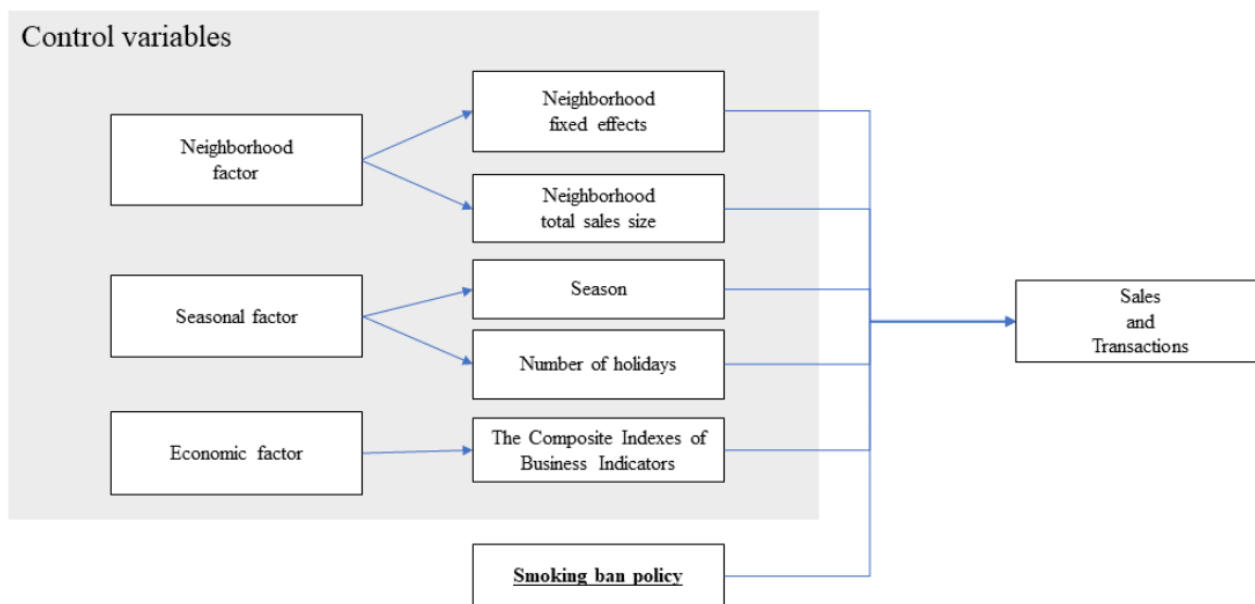 Control variables
Neighborhood
factor
Neighborhood
fixed effects
Neighborhood
total sales size
Seasonal factor
Season
Number of holidays
Economic factor
The Composite Indexes of
Business Indicators
Smoking ban policy
Sales
and
Transactions